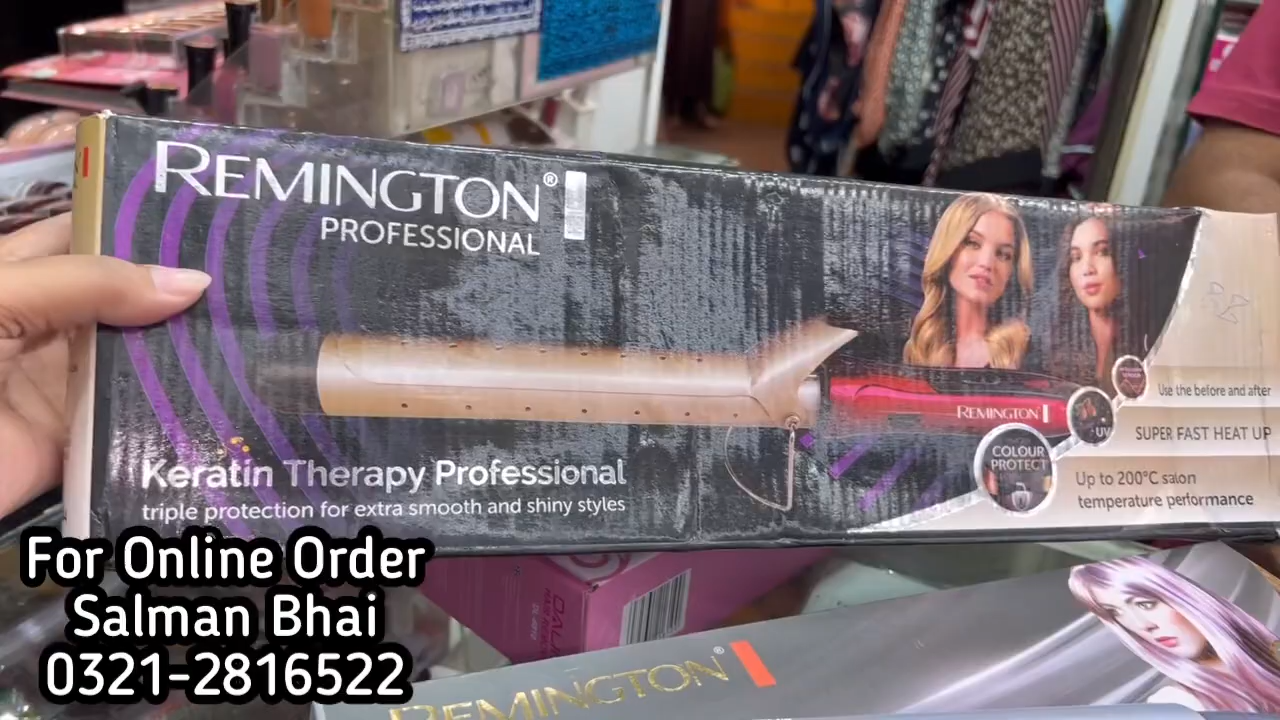 REMINGTON®
PROFESSIONAL
REMINGTON
Use the before and after
UV
SUPER FAST HEAT UP
COLOUR
PROTECT
Up to 200°C salon
temperature performance
Keratin Therapy Professional
triple protection for extra smooth and shiny styles
For Online Order
Salman Bhai
0321-2816522
REMINGTON®